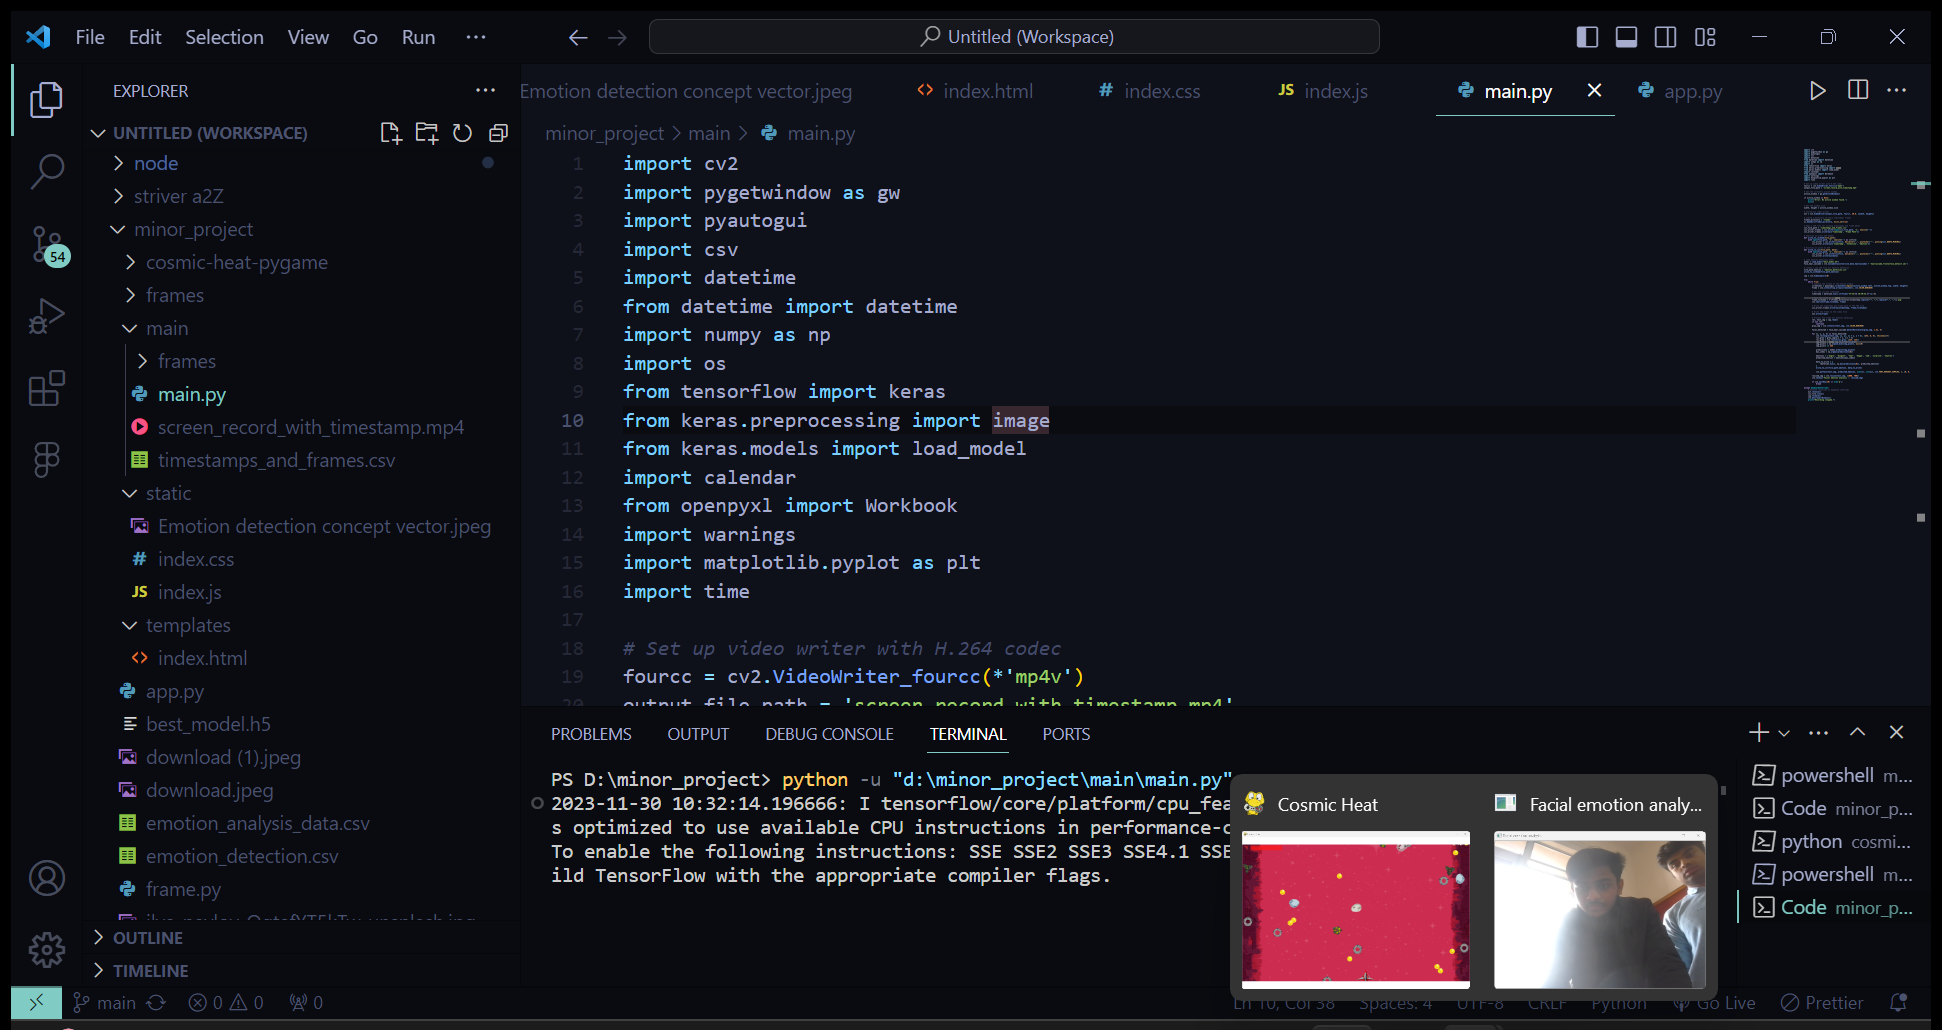 File Edit Selection View Go Run ···
Untitled (Workspace)
EXPLORER
UNTITLED (WORKSPACE)
node
striver a2Z
minor_project
cosmic-heat-pygame
frames
main
frames
main.py
screen_record_with_timestamp.mp4
timestamps_and_frames.csv
static
Emotion detection concept vector.jpeg
# index.css
JS index.js
templates
<> index.html
app.py
best_model.h5
download (1).jpeg
download.jpeg
emotion_analysis_data.csv
emotion_detection.csv
frame.py
OUTLINE
TIMELINE
54
Emotion detection concept vector.jpeg <> index.html # index.css JS index.js main.py app.py
minor_project > main > main.py
1 import cv2
2 import pygetwindow as gw
3 import pyautogui
4 import csv
5 import datetime
6 from datetime import datetime
7 import numpy as np
8 import os
9 from tensorflow import keras
10 from keras.preprocessing import image
11 from keras.models import load_model
12 import calendar
13 from openpyxl import Workbook
14 import warnings
15 import matplotlib.pyplot as plt
16 import time
17
18 # Set up video writer with H.264 codec
19 fourcc = cv2.VideoWriter_fourcc(*'mp4v')
20 output_file_path = 'screen_record_with_timestamp.mp4'
PROBLEMS OUTPUT DEBUG CONSOLE TERMINAL PORTS
PS D:\minor_project> python -u "d:\minor_project\main\main.py"
2023-11-30 10:32:14.196666: I tensorflow/core/platform/cpu_fea
s optimized to use available CPU instructions in performance-c
To enable the following instructions: SSE SSE2 SSE3 SSE4.1 SSE
ild TensorFlow with the appropriate compiler flags.
Cosmic Heat
Facial emotion analy...
powershell m...
Code minor_p...
python cosmi...
powershell m...
Code minor_p...
main 0 0 0
Ln 10, Col 38 Spaces: 4 UTF-8 CRLF Python Go Live Prettier